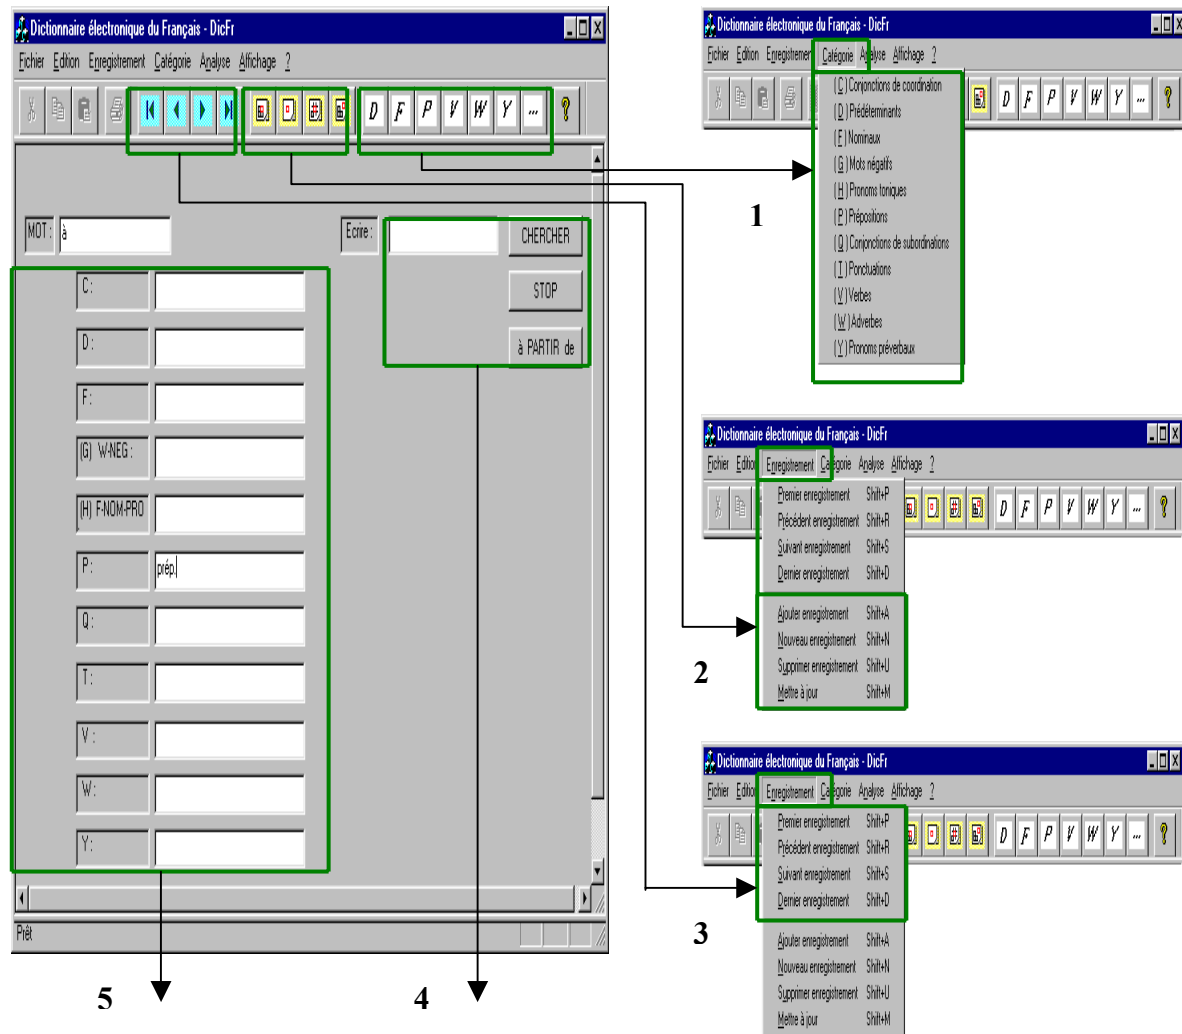 Dictionnaire électronique du Français - DicFr
Fichier Edition Enregistrement Catégorie Analyse Affichage ?
D F P V W Y ... ?
MOT : à
Ecrire : CHERCHER
STOP
à PARTIR de
C :
D :
F :
(G) W-NEG :
(H) F-NOM-PRO
P : prép.
Q :
T :
V :
W :
Y :
Prêt
5 4
Dictionnaire électronique du Français - DicFr
Fichier Edition Enregistrement Catégorie Analyse Affichage ?
D F P V W Y ... ?
( C ) Conjonctions de coordination
( D ) Prédéterminants
( F ) Nominaux
( G ) Mots négatifs
( H ) Pronoms toniques
( P ) Prépositions
( Q ) Conjonctions de subordinations
( T ) Ponctuations
( V ) Verbes
( W ) Adverbes
( Y ) Pronoms préverbaux
1
Dictionnaire électronique du Français - DicFr
Fichier Edition Enregistrement Catégorie Analyse Affichage ?
D F P V W Y ... ?
Premier enregistrement Shift+P
Précédent enregistrement Shift+R
Suivant enregistrement Shift+S
Dernier enregistrement Shift+D
Ajouter enregistrement Shift+A
Nouveau enregistrement Shift+N
Supprimer enregistrement Shift+U
Mettre à jour Shift+M
2
Dictionnaire électronique du Français - DicFr
Fichier Edition Enregistrement Catégorie Analyse Affichage ?
D F P V W Y ... ?
Premier enregistrement Shift+P
Précédent enregistrement Shift+R
Suivant enregistrement Shift+S
Dernier enregistrement Shift+D
Ajouter enregistrement Shift+A
Nouveau enregistrement Shift+N
Supprimer enregistrement Shift+U
Mettre à jour Shift+M
3